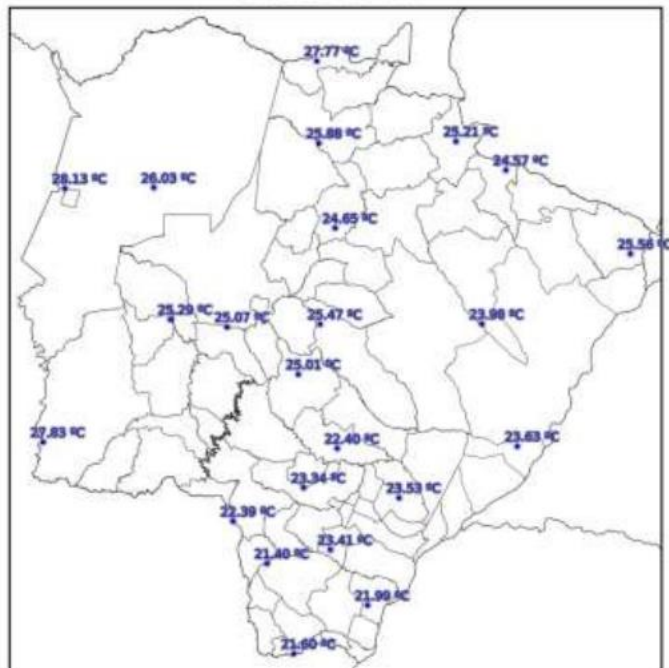 27.77 ºC
25.88 ºC
25.21 ºC
24.57 ºC
28.13 ºC
26.03 ºC
24.65 ºC
25.56 ºC
25.29 ºC
25.07 ºC
25.47 ºC
23.98 ºC
25.01 ºC
27.83 ºC
22.40 ºC
23.63 ºC
23.34 ºC
23.53 ºC
22.39 ºC
23.41 ºC
21.40 ºC
21.99 ºC
21.60 ºC